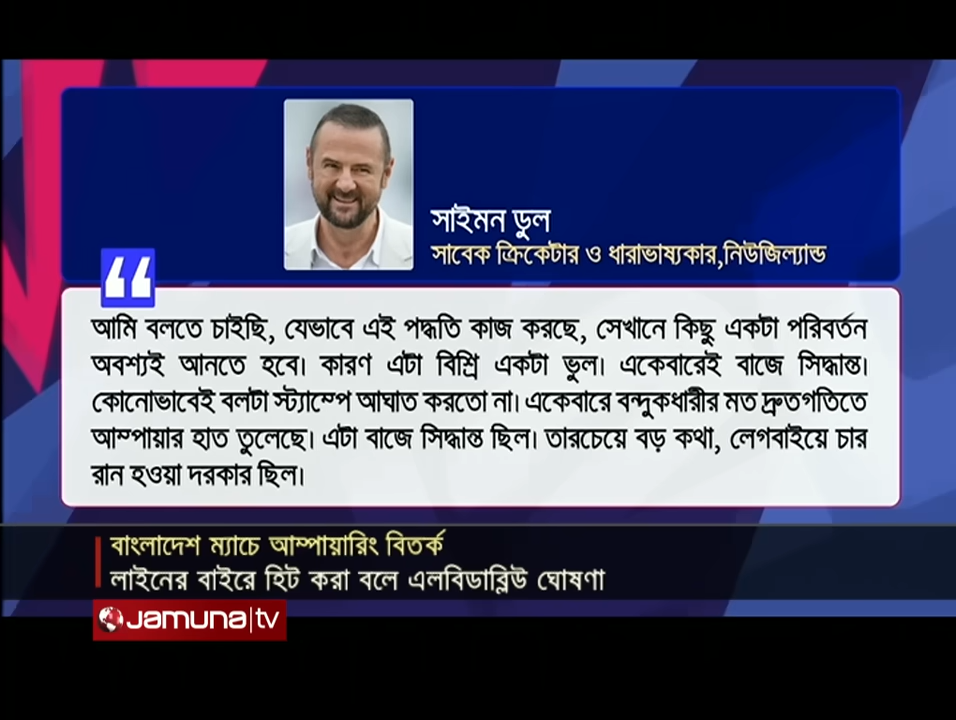 সাইমন ডুল
সাবেক ক্রিকেটার ও ধারাভাষ্যকার,নিউজিল্যান্ড
আমি বলতে চাইছি, যেভাবে এই পদ্ধতি কাজ করছে, সেখানে কিছু একটা পরিবর্তন
অবশ্যই আনতে হবে। কারণ এটা বিশ্রি একটা ভুল। একেবারেই বাজে সিদ্ধান্ত।
কোনোভাবেই বলটা স্ট্যাম্পে আঘাত করতো না। একেবারে বন্দুকধারীর মত দ্রুতগতিতে
আম্পায়ার হাত তুলেছে। এটা বাজে সিদ্ধান্ত ছিল। তারচেয়ে বড় কথা, লেগবাইয়ে চার
রান হওয়া দরকার ছিল।
বাংলাদেশ ম্যাচে আম্পায়ারিং বিতর্ক
লাইনের বাইরে হিট করা বলে এলবিডাব্লিউ ঘোষণা
Jamuna|tv